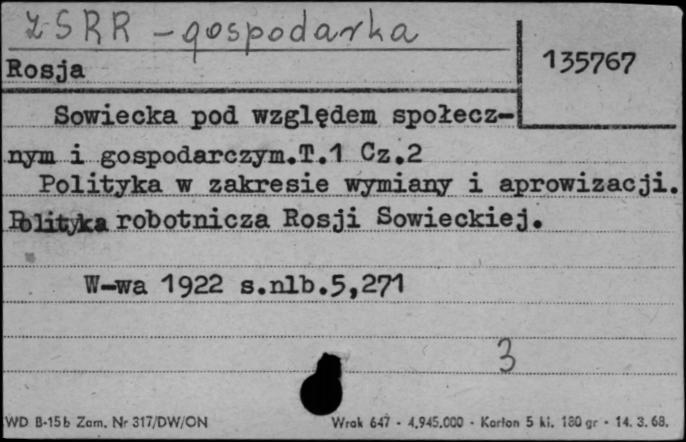 ZSRR - gospodarka
135767
Rosja
Sowiecka pod względem społecz-
nym i gospodarczym.T.1 Cz.2
Polityka w zakresie wymiany i aprowizacji.
Polityka robotnicza Rosji Sowieckiej.
W-wa 1922 s.nlb.5,271
3
WD B-15b Zam. Nr 317/DW/ON
Wrok 647 - 4.945.000 - Karton 5 kl. 180 gr - 14. 3. 68.